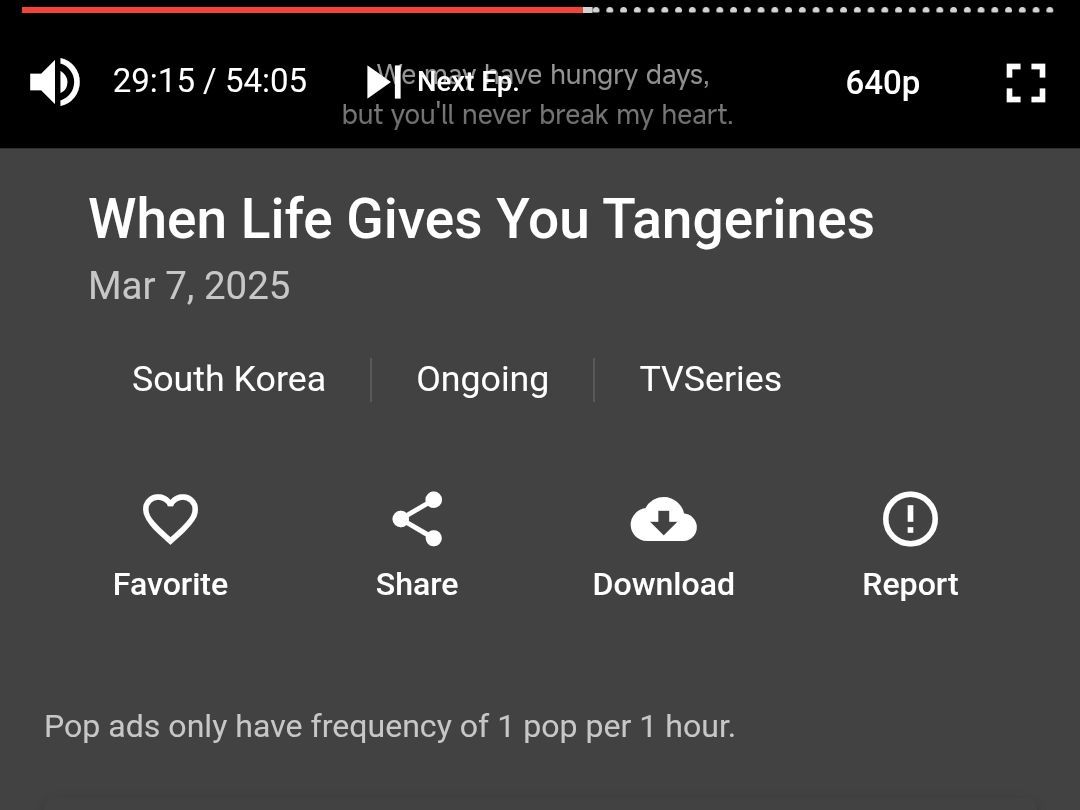 29:15 / 54:05
Next Ep.
640p
We may have hungry days,
but you'll never break my heart.
When Life Gives You Tangerines
Mar 7, 2025
South Korea
Ongoing
TVSeries
Favorite
Share
Download
Report
Pop ads only have frequency of 1 pop per 1 hour.